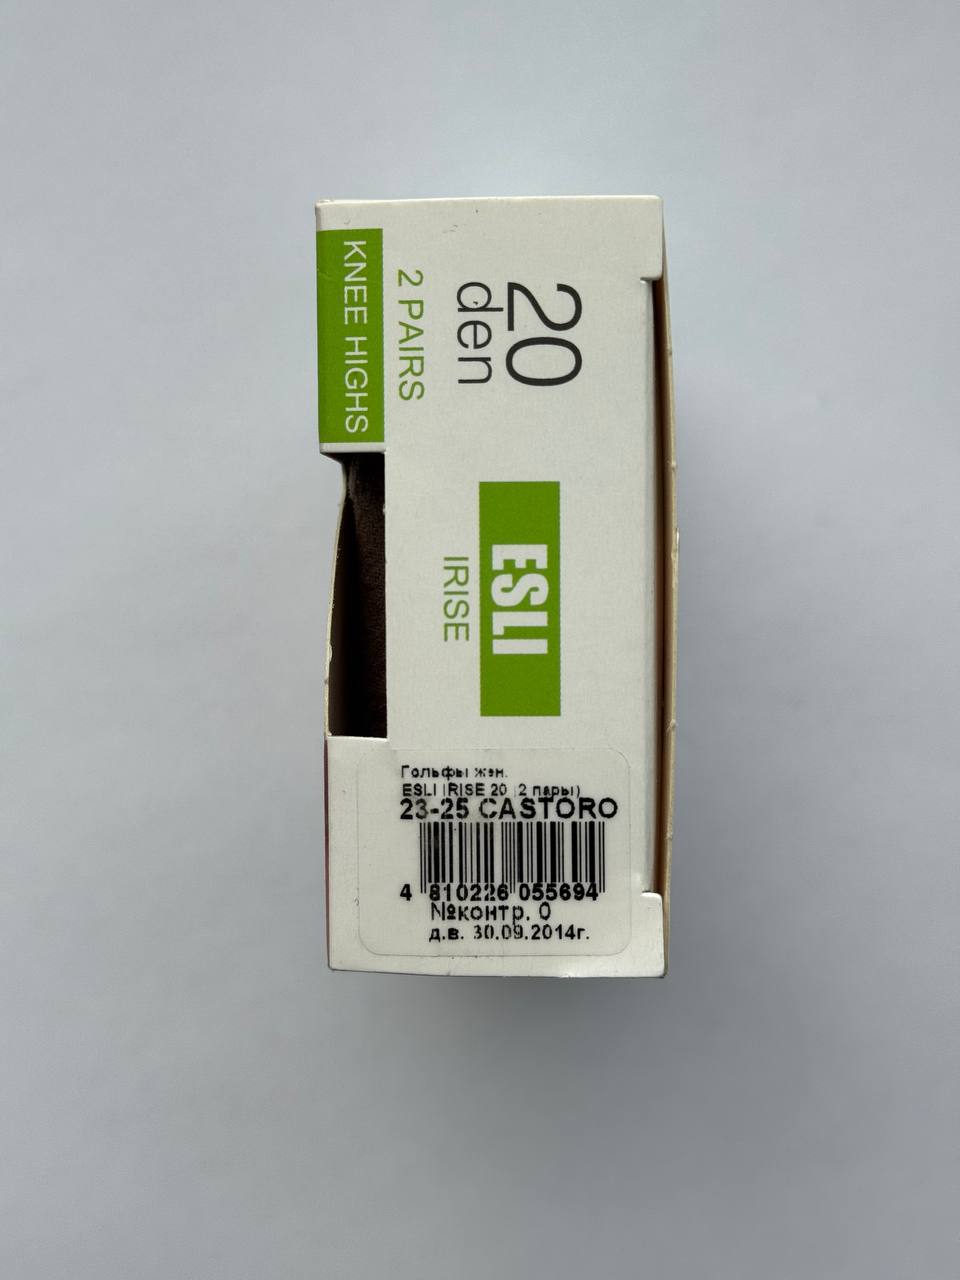 KNEE HIGHS
2 PAIRS
20
den
ESLI
IRISE
Гольфы жен.
ESLI IRISE 20 (2 пары)
23-25 CASTORO
4 810226 055694
№контр. 0
д.в. 30.09.2014г.